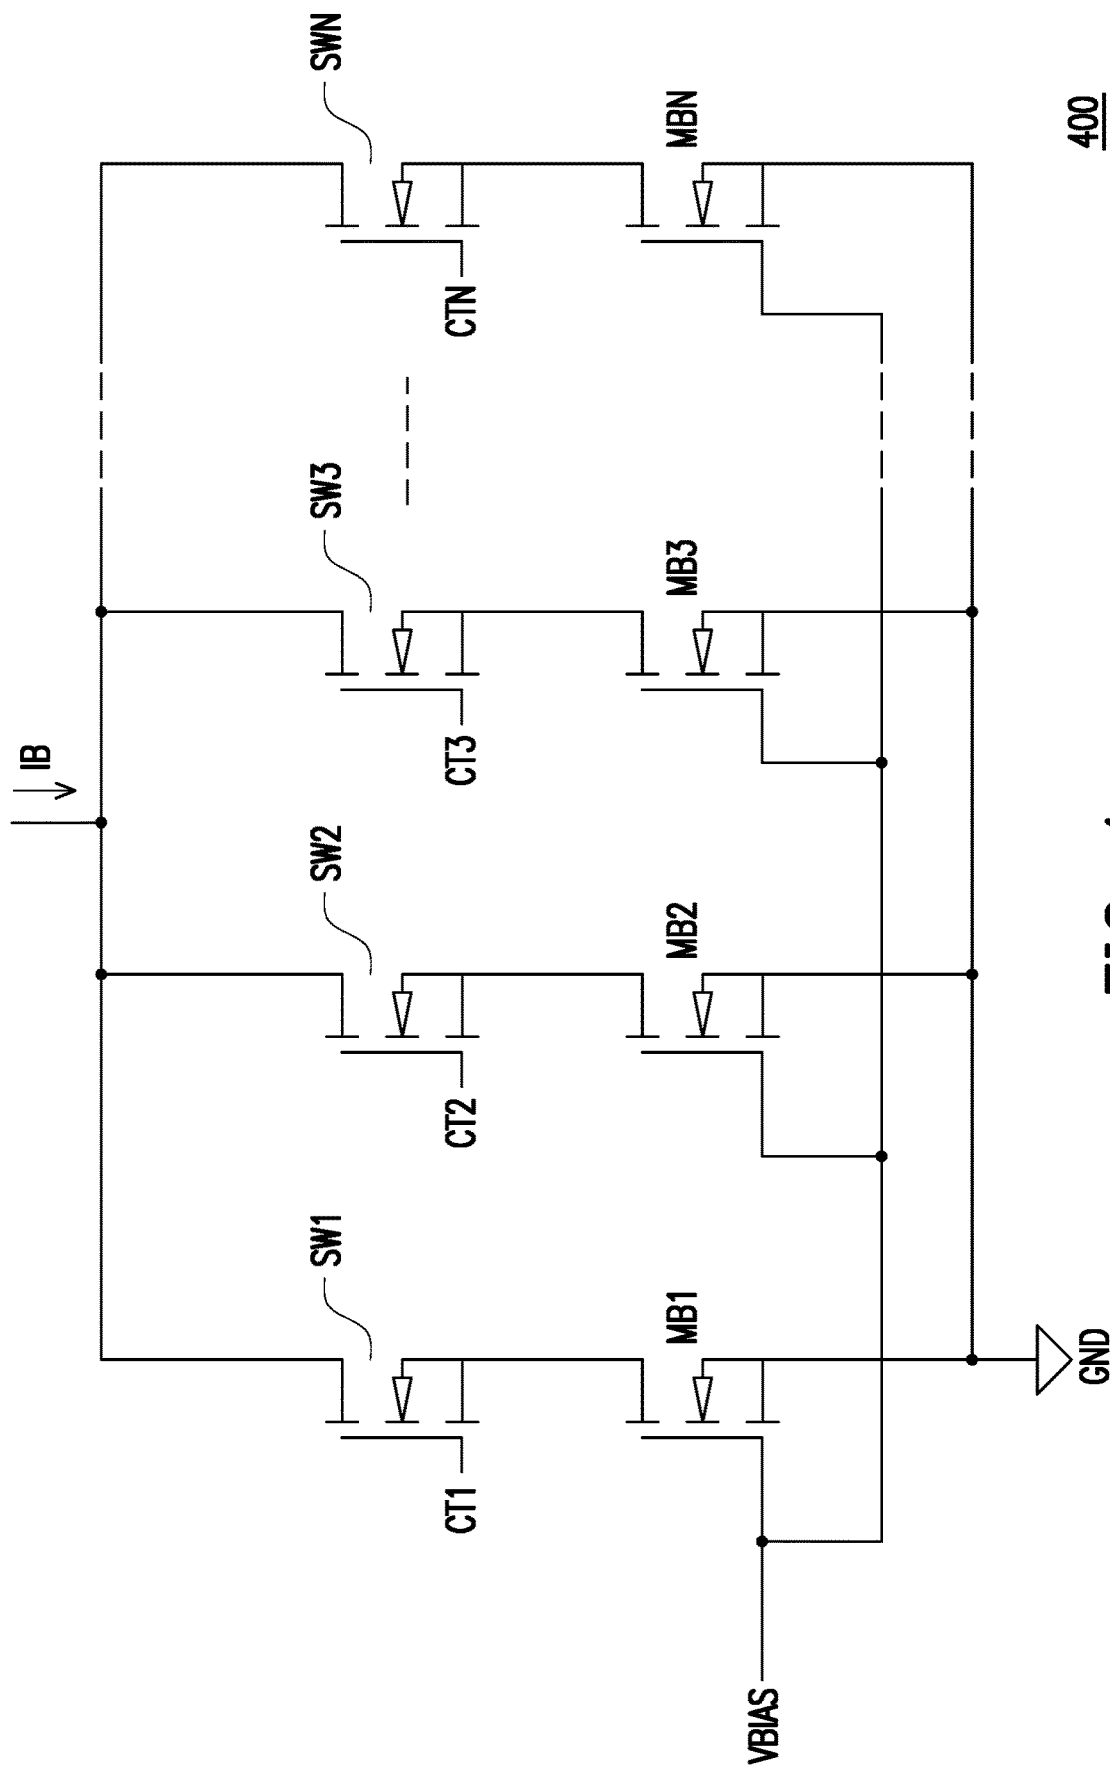 IB
SW1
SW2
SW3
SWN
CT1
CT2
CT3
CTN
MB1
MB2
MB3
MBN
VBIAS
GND
400